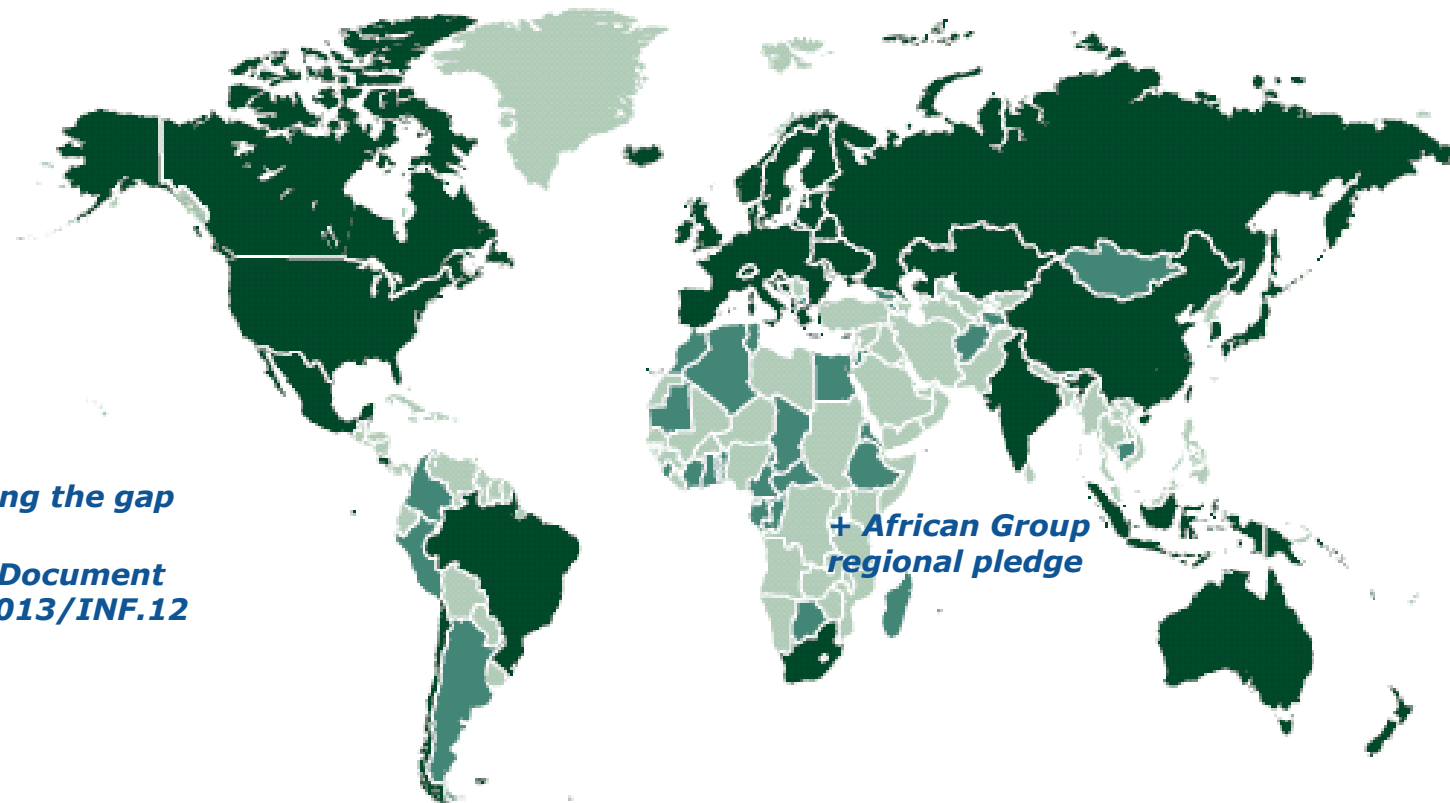 ng the gap
Document
013/INF.12
+ African Group
regional pledge